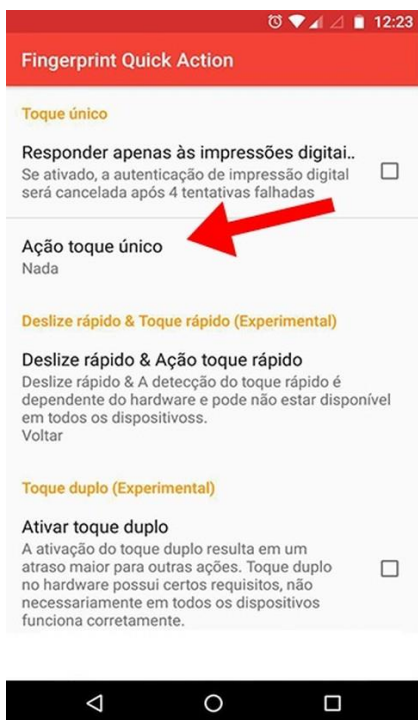 12:23
Fingerprint Quick Action
Toque único
Responder apenas às impressões digitai..
Se ativado, a autenticação de impressão digital
será cancelada após 4 tentativas falhadas
Ação toque único
Nada
Deslize rápido & Toque rápido (Experimental)
Deslize rápido & Ação toque rápido
Deslize rápido & A detecção do toque rápido é
dependente do hardware e pode não estar disponível
em todos os dispositivoss.
Voltar
Toque duplo (Experimental)
Ativar toque duplo
A ativação do toque duplo resulta em um
atraso maior para outras ações. Toque duplo
no hardware possui certos requisitos, não
necessariamente em todos os dispositivos
funciona corretamente.